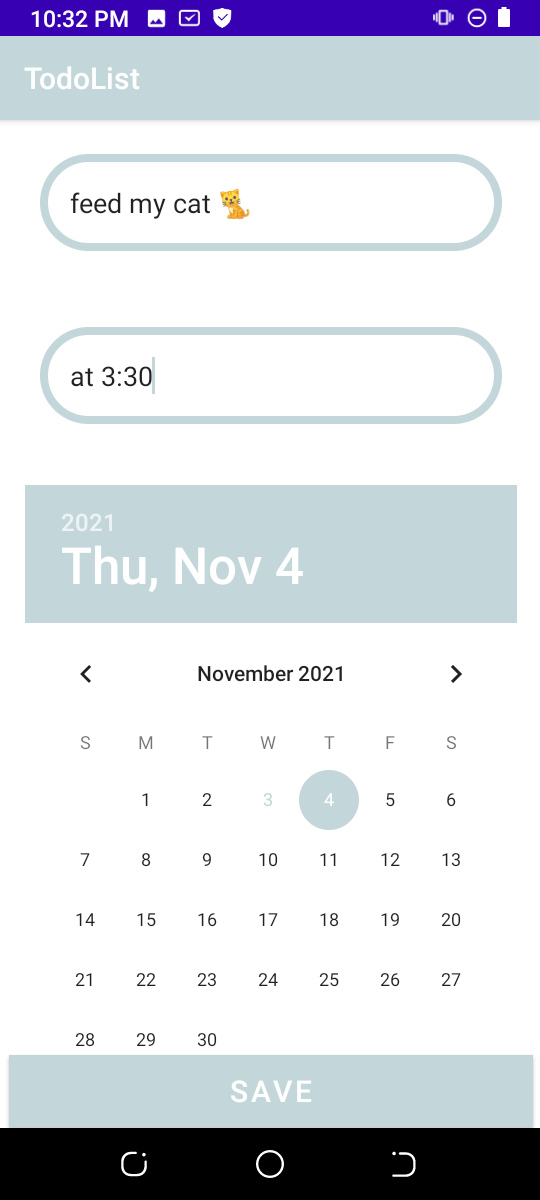 10:32 PM
TodoList
feed my cat 🐈
at 3:30
2021
Thu, Nov 4
November 2021
S M T W T F S
1 2 3 4 5 6
7 8 9 10 11 12 13
14 15 16 17 18 19 20
21 22 23 24 25 26 27
28 29 30
SAVE